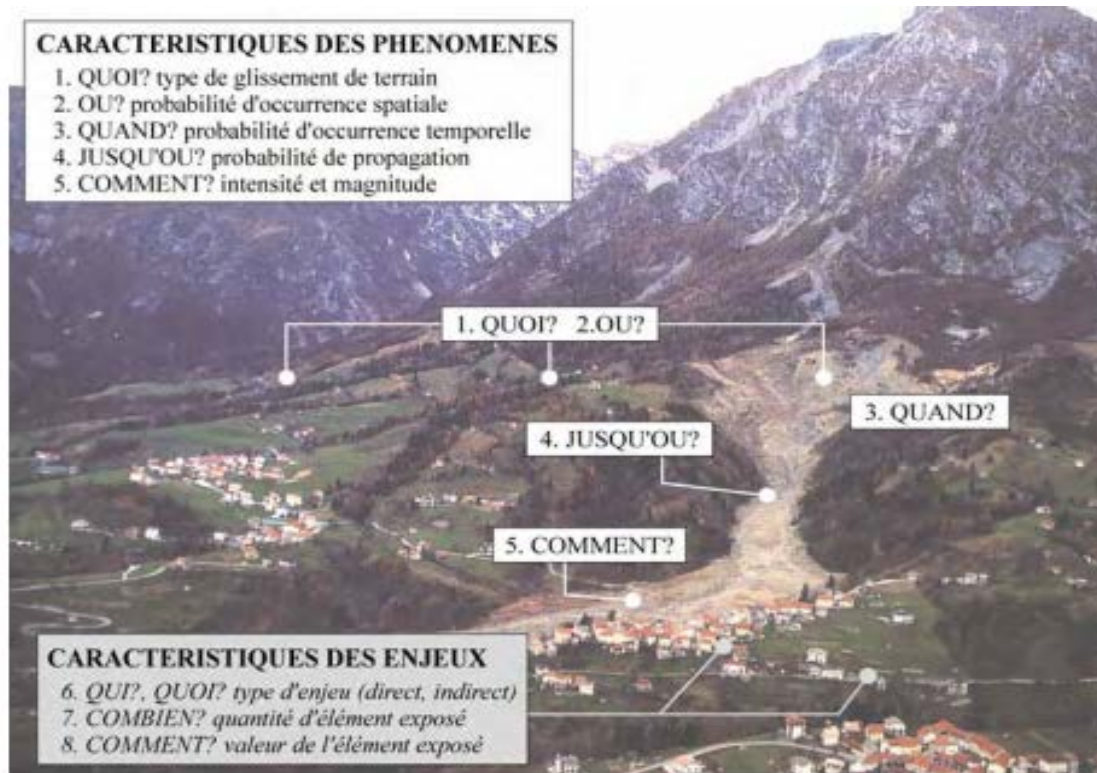 CARACTERISTIQUES DES PHENOMENES
1. QUOI? type de glissement de terrain
2. OU? probabilité d'occurrence spatiale
3. QUAND? probabilité d'occurrence temporelle
4. JUSQU'OU? probabilité de propagation
5. COMMENT? intensité et magnitude
1. QUOI? 2.OU?
3. QUAND?
4. JUSQU'OU?
5. COMMENT?
CARACTERISTIQUES DES ENJEUX
6. QUI?, QUOI? type d'enjeu (direct, indirect)
7. COMBIEN? quantité d'élément exposé
8. COMMENT? valeur de l'élément exposé